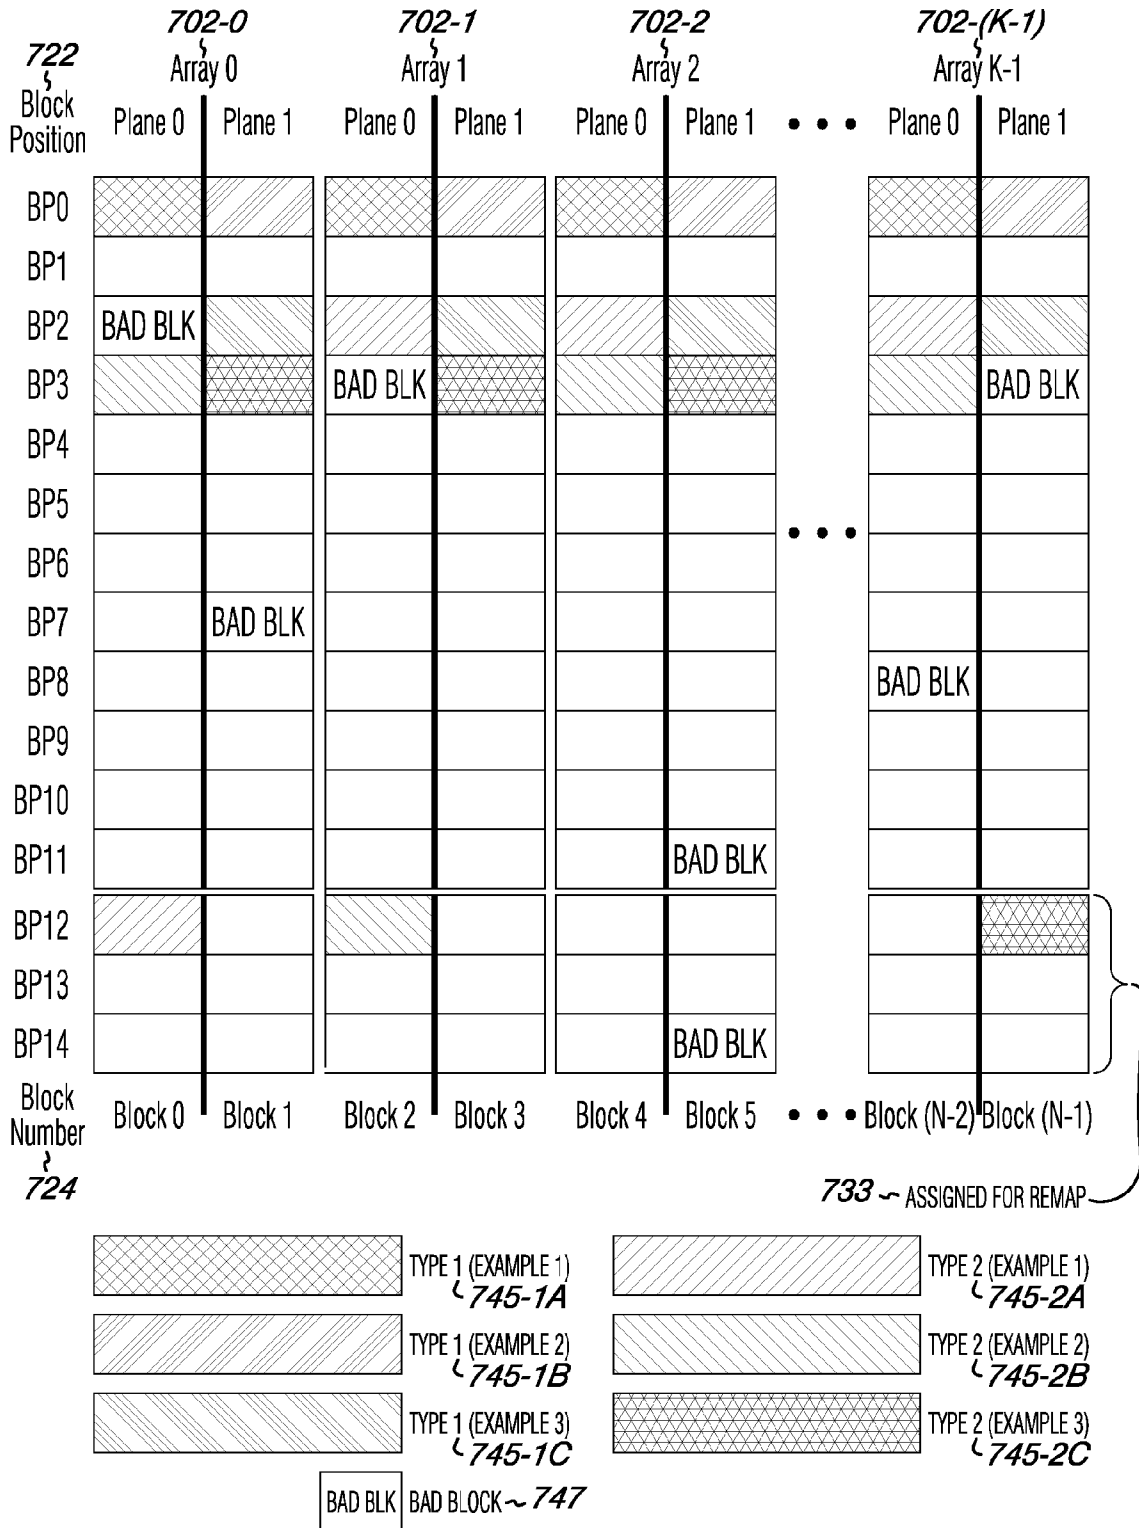 702-0 702-1 702-2 702-(K-1)
722 Array 0 Array 1 Array 2 Array K-1
Block Position Plane 0 Plane 1 Plane 0 Plane 1 Plane 0 Plane 1 • • • Plane 0 Plane 1
BP0
BP1
BP2 BAD BLK
BP3 BAD BLK BAD BLK
BP4
BP5
BP6
• • •
BP7 BAD BLK
BP8 BAD BLK
BP9
BP10
BP11 BAD BLK
BP12
BP13
BP14 BAD BLK
Block Number Block 0 Block 1 Block 2 Block 3 Block 4 Block 5 • • • Block (N-2) Block (N-1)
724
733 ASSIGNED FOR REMAP
TYPE 1 (EXAMPLE 1) TYPE 2 (EXAMPLE 1)
745-1A 745-2A
TYPE 1 (EXAMPLE 2) TYPE 2 (EXAMPLE 2)
745-1B 745-2B
TYPE 1 (EXAMPLE 3) TYPE 2 (EXAMPLE 3)
745-1C 745-2C
BAD BLK BAD BLOCK 747